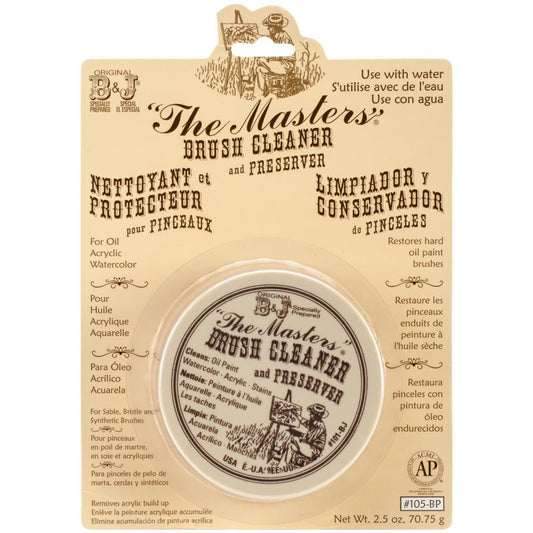 ORIGINAL
B&J
SPECIALLY PREPARED
SPÉCIAL EL ESPECIAL
Use with water
S'utilise avec de l'eau
Use con agua
"The Masters"®
BRUSH CLEANER
and PRESERVER
NETTOYANT et
PROTECTEUR
pour PINCEAUX
LIMPIADOR y
CONSERVADOR
de PINCELES
For Oil
Acrylic
Watercolor
Pour
Huile
Acrylique
Aquarelle
Para Óleo
Acrílico
Acuarela
For Sable, Bristle and
Synthetic Brushes
Pour pinceaux
en poil de martre,
en soie et acryliques
Para pinceles de pelo de
marta, cerdas y sintéticos
Removes acrylic build up
Enlève la peinture acrylique accumulée
Elimina acumulación de pintura acrílica
Restores hard
oil paint
brushes
Restaure les
pinceaux
enduits de
peinture à
l'huile sèche
Restaura
pinceles con
pintura de
óleo
endurecidos
ORIGINAL
B&J
Specially
Prepared
"The Masters"®
BRUSH CLEANER
and PRESERVER
Cleans: Oil Paint
Watercolor · Acrylic · Stains
Nettoie: Peinture à l'huile
Aquarelle · Acrylique
Les taches
Limpia: Pintura al
Acuarela
Acrílico · Manchas
USA É.-U.A. EE.UU.
#101-BJ
ACMI
AP
#105-BP
Net Wt. 2.5 oz, 70.75 g